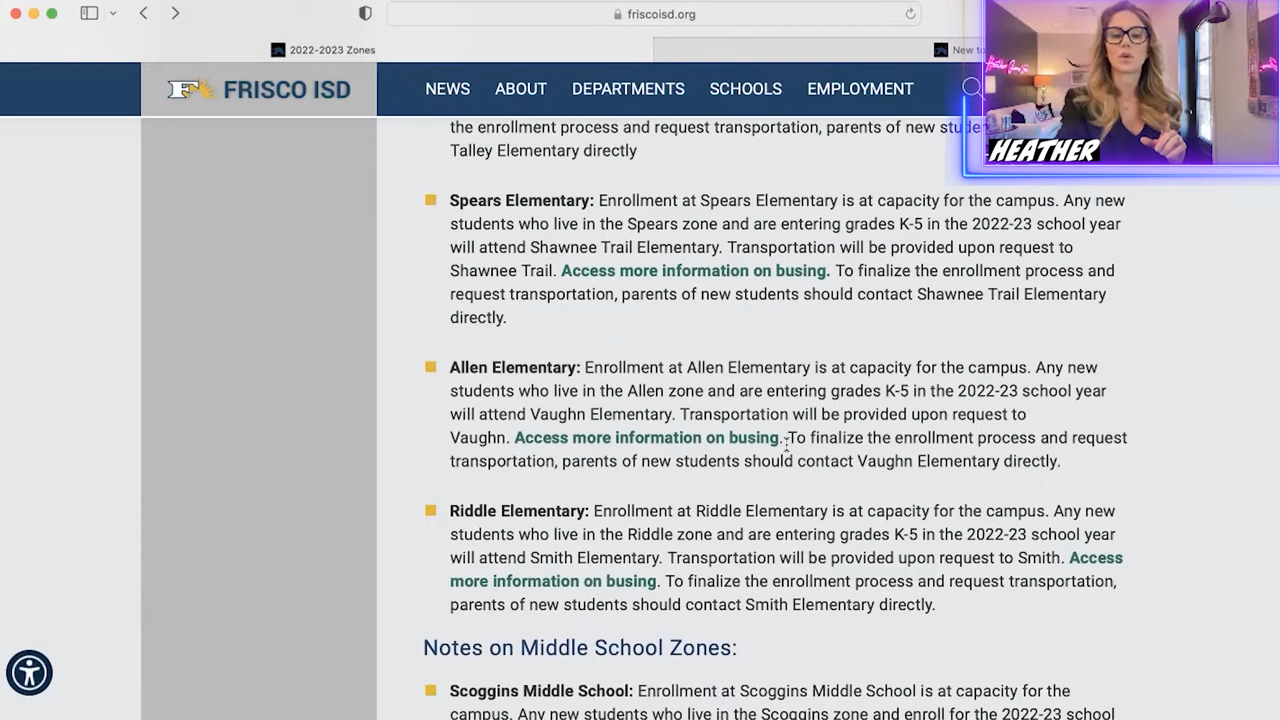 friscoisd.org
2022-2023 Zones
New to
FRISCO ISD
NEWS
ABOUT
DEPARTMENTS
SCHOOLS
EMPLOYMENT
HEATHER
the enrollment process and request transportation, parents of new
Talley Elementary directly
Spears Elementary: Enrollment at Spears Elementary is at capacity for the campus. Any new
students who live in the Spears zone and are entering grades K-5 in the 2022-23 school year
will attend Shawnee Trail Elementary. Transportation will be provided upon request to
Shawnee Trail. Access more information on busing. To finalize the enrollment process and
request transportation, parents of new students should contact Shawnee Trail Elementary
directly.
Allen Elementary: Enrollment at Allen Elementary is at capacity for the campus. Any new
students who live in the Allen zone and are entering grades K-5 in the 2022-23 school year
will attend Vaughn Elementary. Transportation will be provided upon request to
Vaughn. Access more information on busing. To finalize the enrollment process and request
transportation, parents of new students should contact Vaughn Elementary directly.
Riddle Elementary: Enrollment at Riddle Elementary is at capacity for the campus. Any new
students who live in the Riddle zone and are entering grades K-5 in the 2022-23 school year
will attend Smith Elementary. Transportation will be provided upon request to Smith. Access
more information on busing. To finalize the enrollment process and request transportation,
parents of new students should contact Smith Elementary directly.
Notes on Middle School Zones:
Scoggins Middle School: Enrollment at Scoggins Middle School is at capacity for the
campus. Any new students who live in the Scoggins zone and enroll for the 2022-23 school